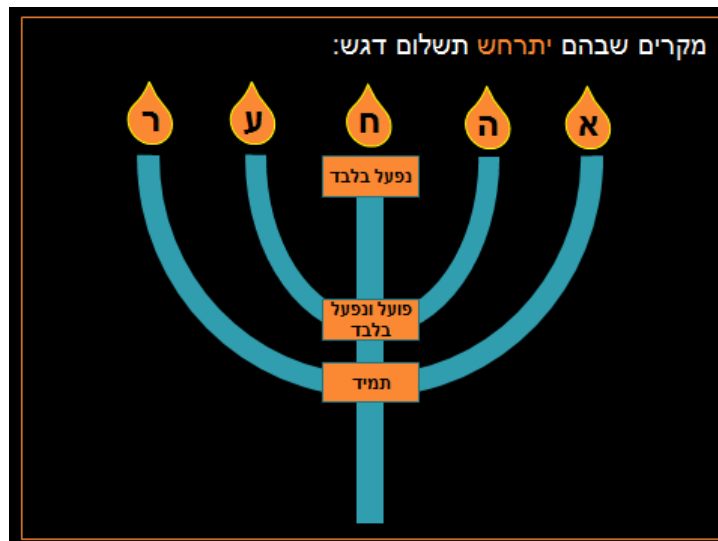 מקרים שבהם יתרחש תשלום דגש:
א ה ח ע ר
נפעל בלבד
פועל ונפעל
בלבד
תמיד